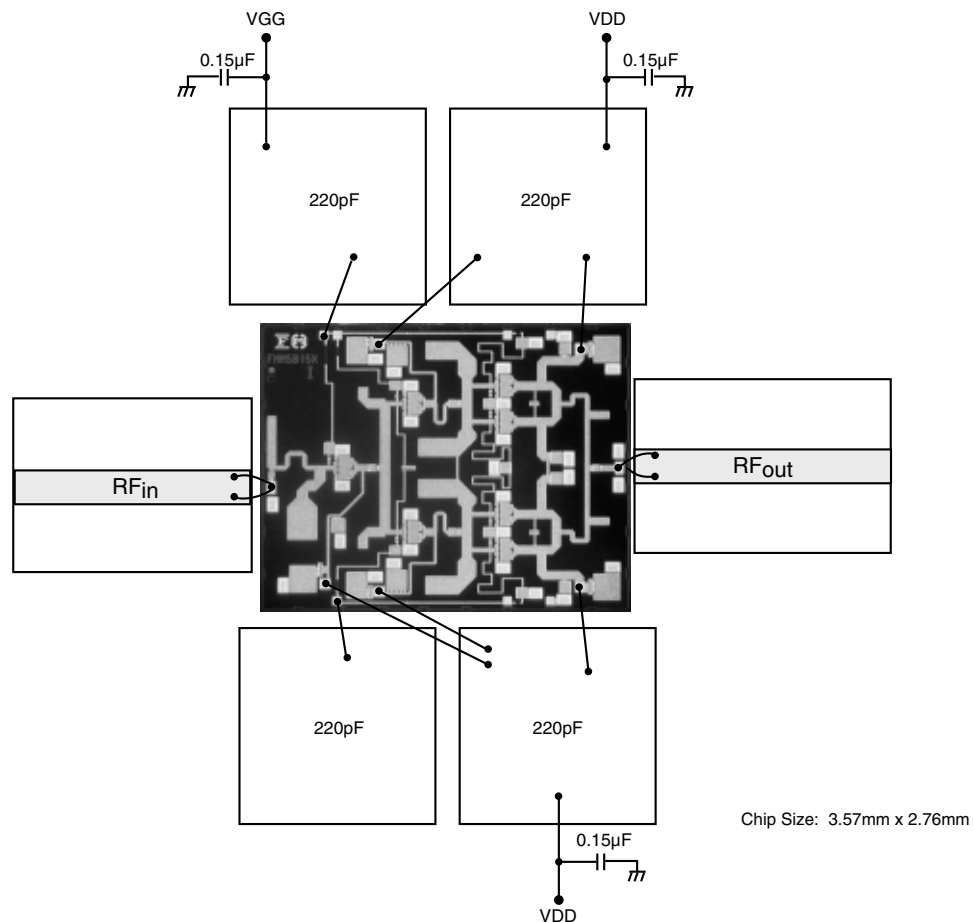 VGG
VDD
0.15µF
0.15µF
220pF
220pF
FMM5815X
RFin
RFout
220pF
220pF
Chip Size: 3.57mm x 2.76mm
0.15µF
VDD